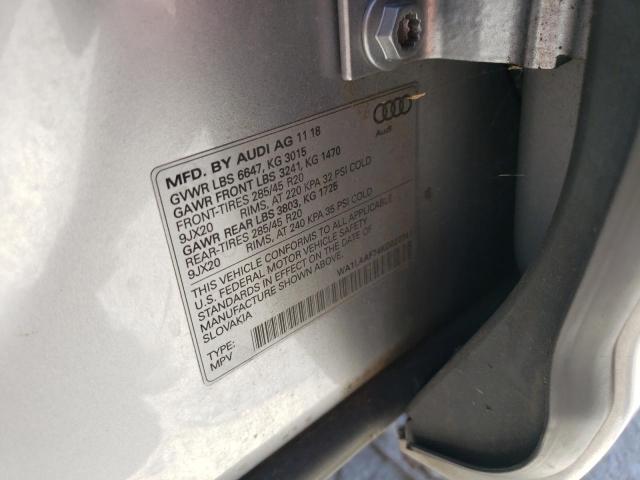 MFD. BY AUDI AG 11 18
Audi
GVWR LBS 6647, KG 3015
GAWR FRONT LBS 3241, KG 1470
FRONT-TIRES 285/45 R20
9JX20 RIMS, AT 220 KPA 32 PSI COLD
GAWR REAR LBS 3803, KG 1725
REAR-TIRES 285/45 R20
9JX20 RIMS, AT 240 KPA 35 PSI COLD
THIS VEHICLE CONFORMS TO ALL APPLICABLE
U.S. FEDERAL MOTOR VEHICLE SAFETY
STANDARDS IN EFFECT ON THE DATE OF
MANUFACTURE SHOWN ABOVE.
SLOVAKIA
TYPE:
MPV